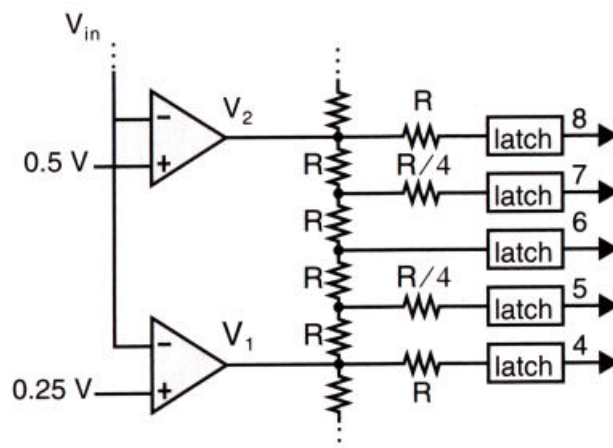 V_in
V_2
R
latch
8
0.5 V
R
R/4
latch
7
R
latch
6
R
R/4
latch
5
V_1
R
latch
4
0.25 V
R